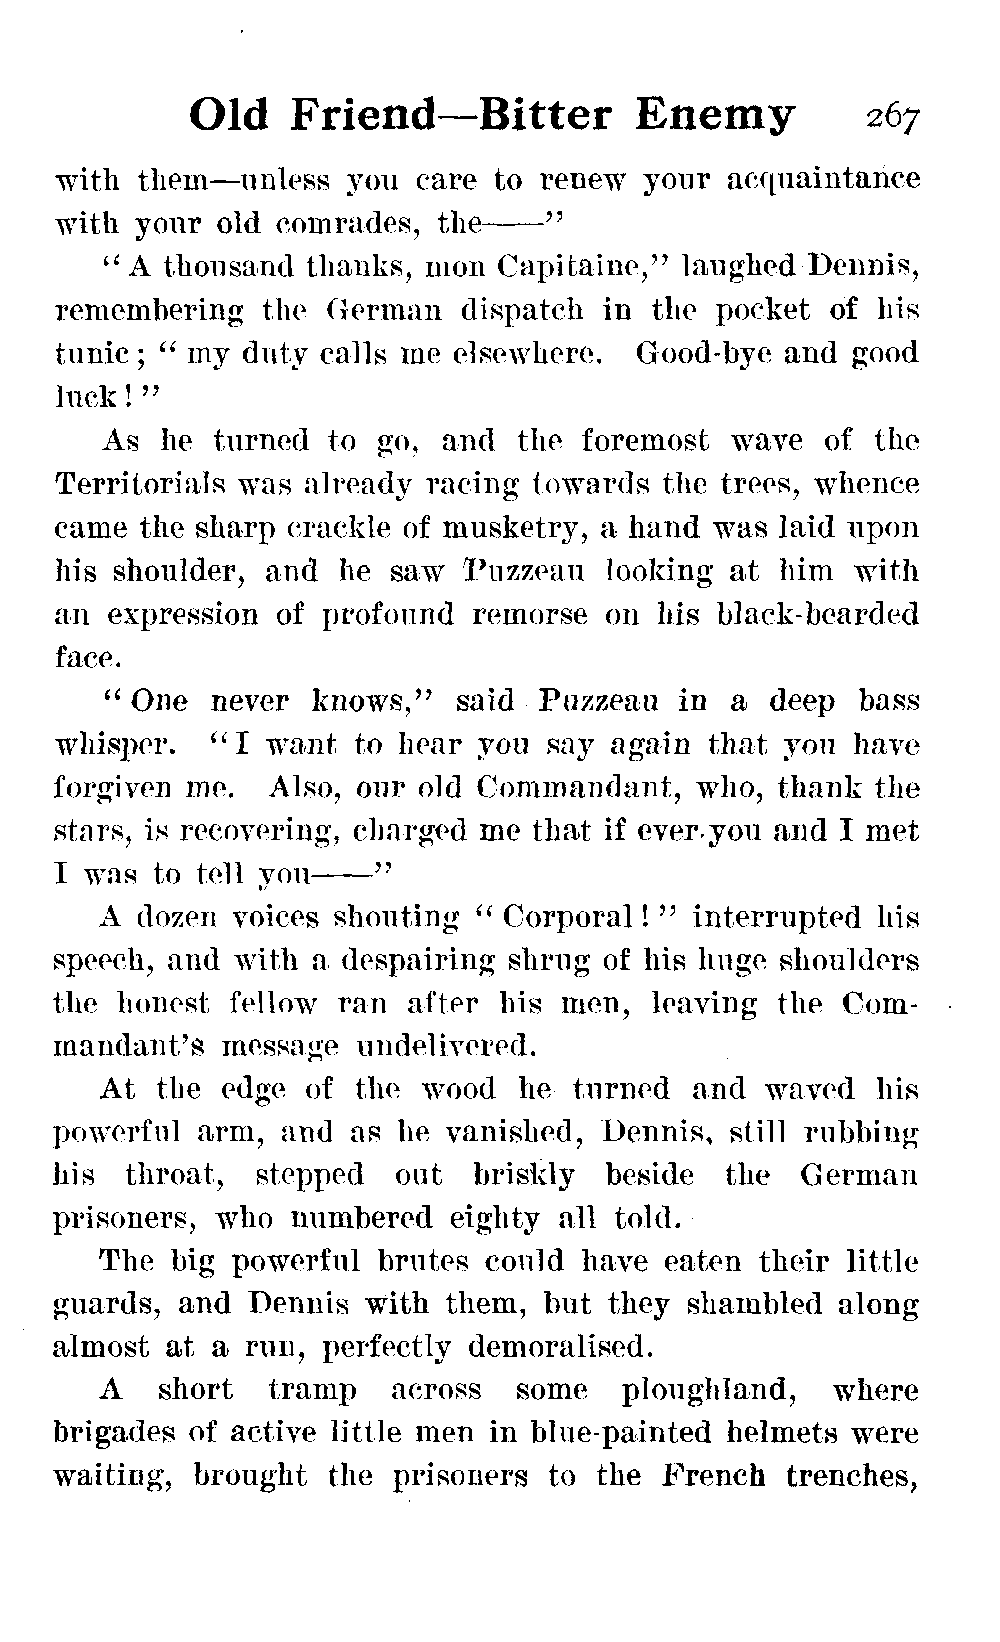 Old Friend—Bitter Enemy 267
with them—unless you care to renew your acquaintance
with your old comrades, the——"
"A thousand thanks, mon Capitaine," laughed Dennis,
remembering the German dispatch in the pocket of his
tunic; "my duty calls me elsewhere. Good-bye and good
luck!"
As he turned to go, and the foremost wave of the
Territorials was already racing towards the trees, whence
came the sharp crackle of musketry, a hand was laid upon
his shoulder, and he saw Puzzeau looking at him with
an expression of profound remorse on his black-bearded
face.
"One never knows," said Puzzeau in a deep bass
whisper. "I want to hear you say again that you have
forgiven me. Also, our old Commandant, who, thank the
stars, is recovering, charged me that if ever you and I met
I was to tell you——"
A dozen voices shouting "Corporal!" interrupted his
speech, and with a despairing shrug of his huge shoulders
the honest fellow ran after his men, leaving the Com-
mandant's message undelivered.
At the edge of the wood he turned and waved his
powerful arm, and as he vanished, Dennis, still rubbing
his throat, stepped out briskly beside the German
prisoners, who numbered eighty all told.
The big powerful brutes could have eaten their little
guards, and Dennis with them, but they shambled along
almost at a run, perfectly demoralised.
A short tramp across some ploughland, where
brigades of active little men in blue-painted helmets were
waiting, brought the prisoners to the French trenches,